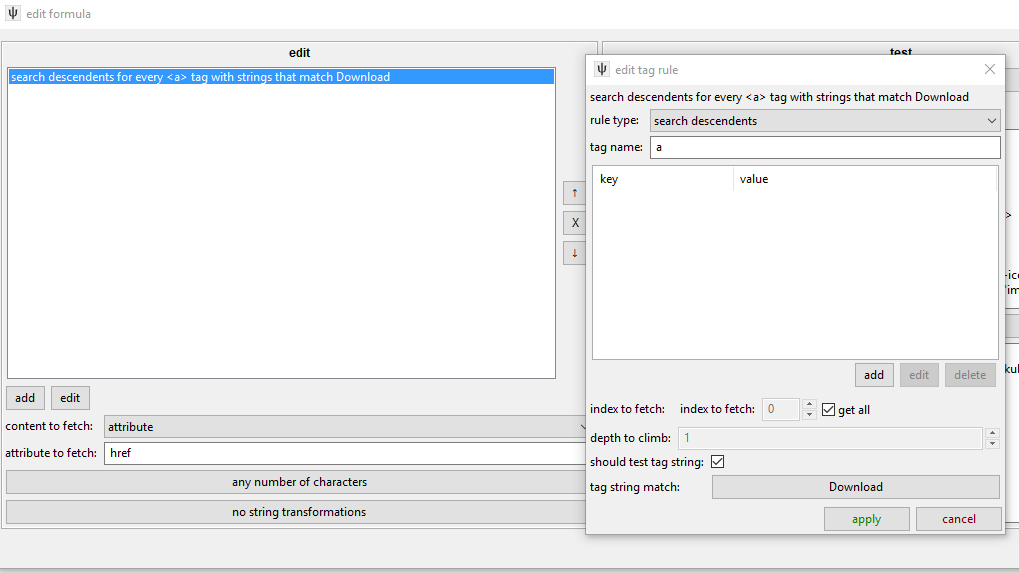 edit formula
edit
test
search descendents for every <a> tag with strings that match Download
↑
X
↓
add
edit
content to fetch:
attribute
attribute to fetch:
href
any number of characters
no string transformations
edit tag rule
search descendents for every <a> tag with strings that match Download
rule type:
search descendents
tag name:
a
key
value
add
edit
delete
index to fetch:
index to fetch:
0
get all
depth to climb:
1
should test tag string:
tag string match:
Download
apply
cancel